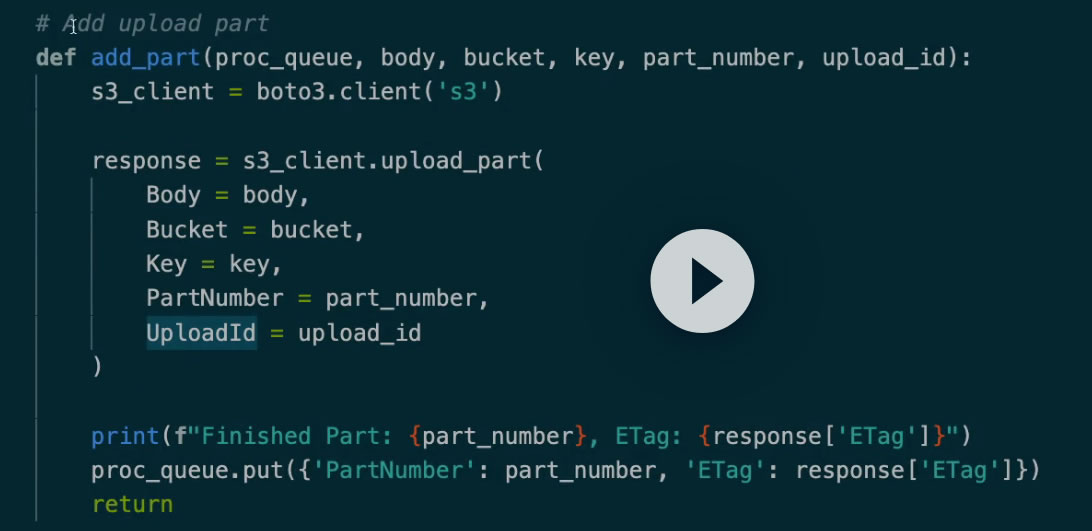 # Add upload part
def add_part(proc_queue, body, bucket, key, part_number, upload_id):
s3_client = boto3.client('s3')
response = s3_client.upload_part(
Body = body,
Bucket = bucket,
Key = key,
PartNumber = part_number,
UploadId = upload_id
)
print(f"Finished Part: {part_number}, ETag: {response['ETag']}")
proc_queue.put({'PartNumber': part_number, 'ETag': response['ETag']})
return